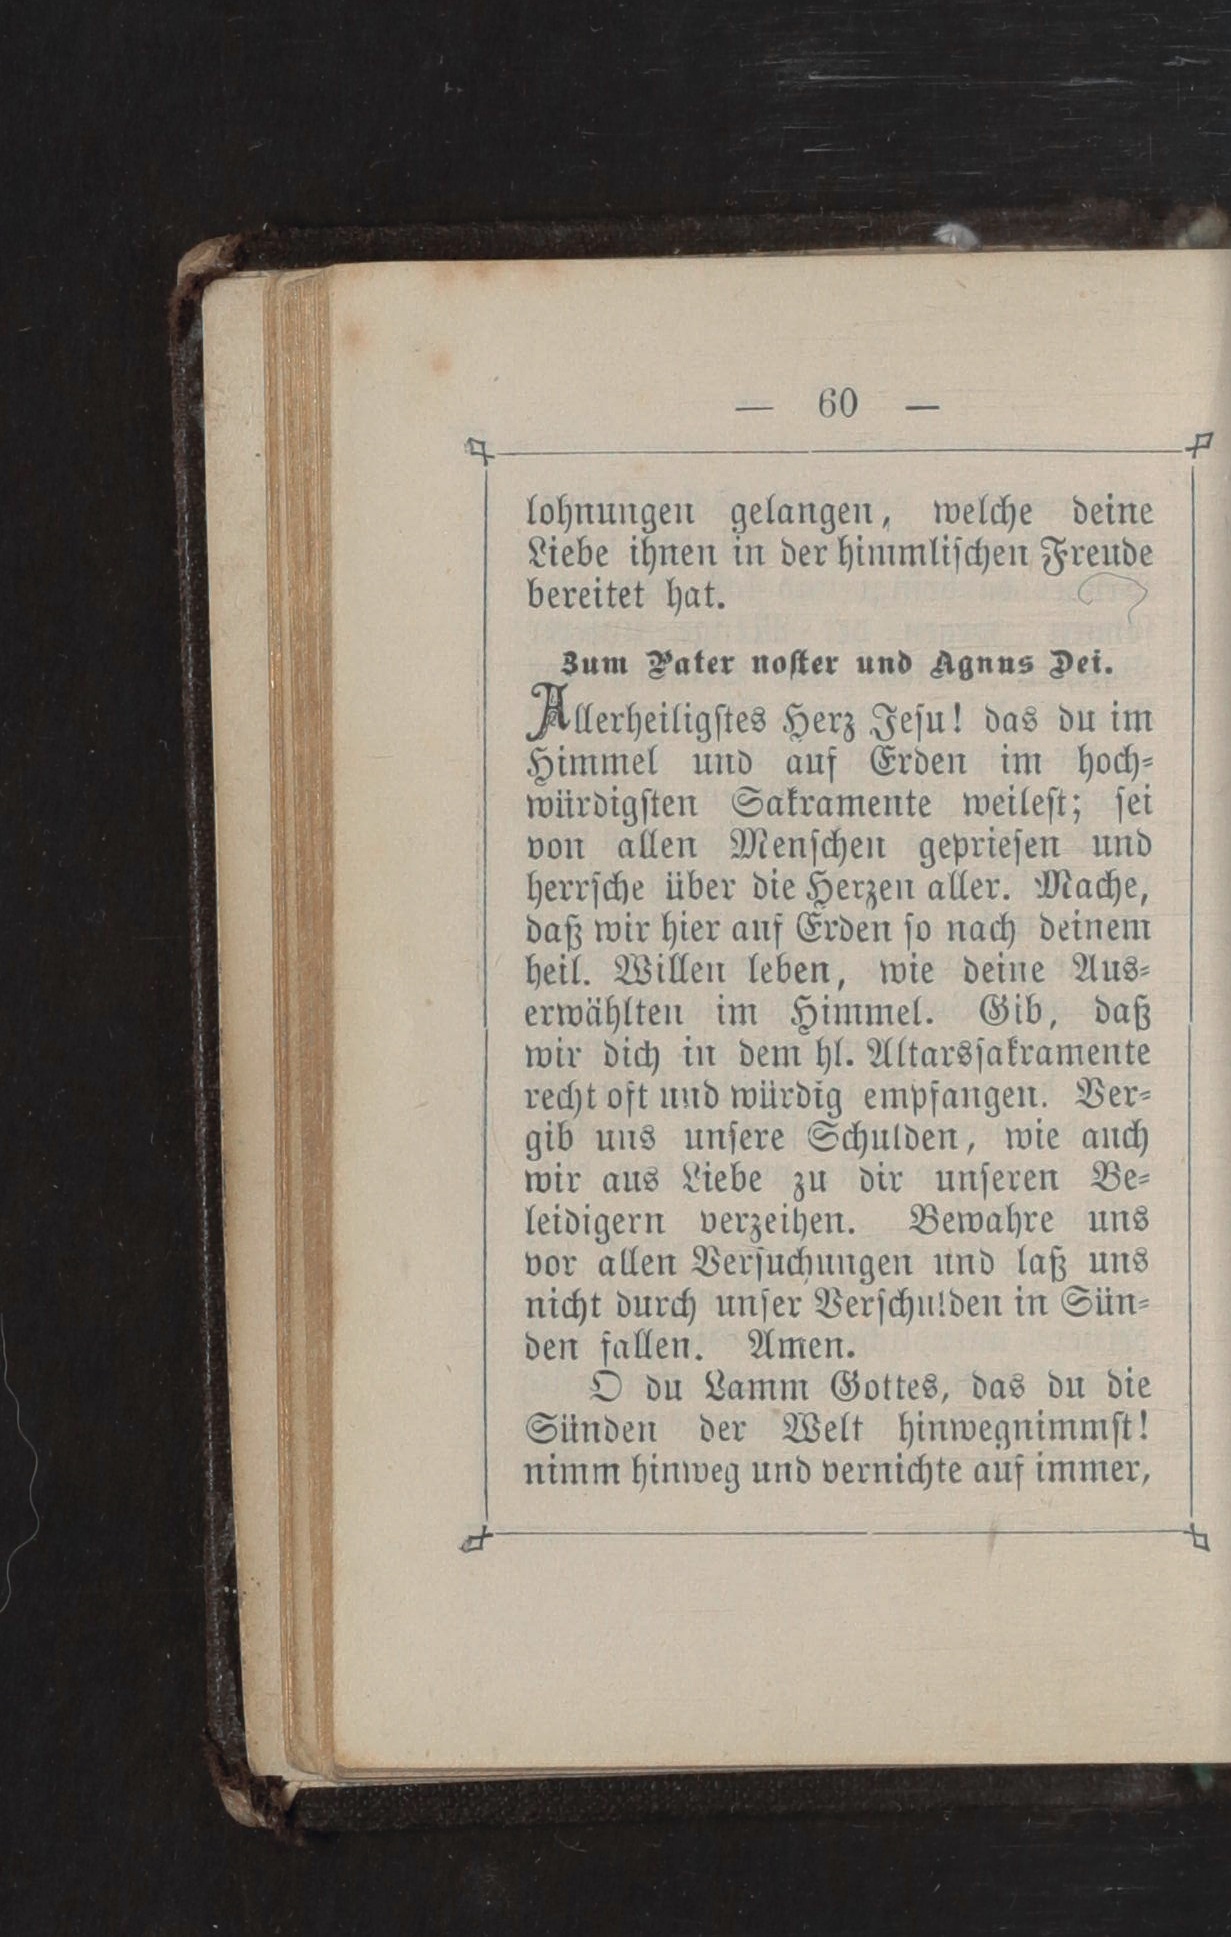 — 60 —
lohnungen gelangen, welche deine
Liebe ihnen in der himmlischen Freude
bereitet hat.
Zum Pater noster und Agnus Dei.
Allerheiligstes Herz Jesu! das du im
Himmel und auf Erden im hoch-
würdigsten Sakramente weilest; sei
von allen Menschen gepriesen und
herrsche über die Herzen aller. Mache,
daß wir hier auf Erden so nach deinem
heil. Willen leben, wie deine Aus-
erwählten im Himmel. Gib, daß
wir dich in dem hl. Altarssakramente
recht oft und würdig empfangen. Ver-
gib uns unsere Schulden, wie auch
wir aus Liebe zu dir unseren Be-
leidigern verzeihen. Bewahre uns
vor allen Versuchungen und laß uns
nicht durch unser Verschulden in Sün-
den fallen. Amen.
O du Lamm Gottes, das du die
Sünden der Welt hinwegnimmst!
nimm hinweg und vernichte auf immer,